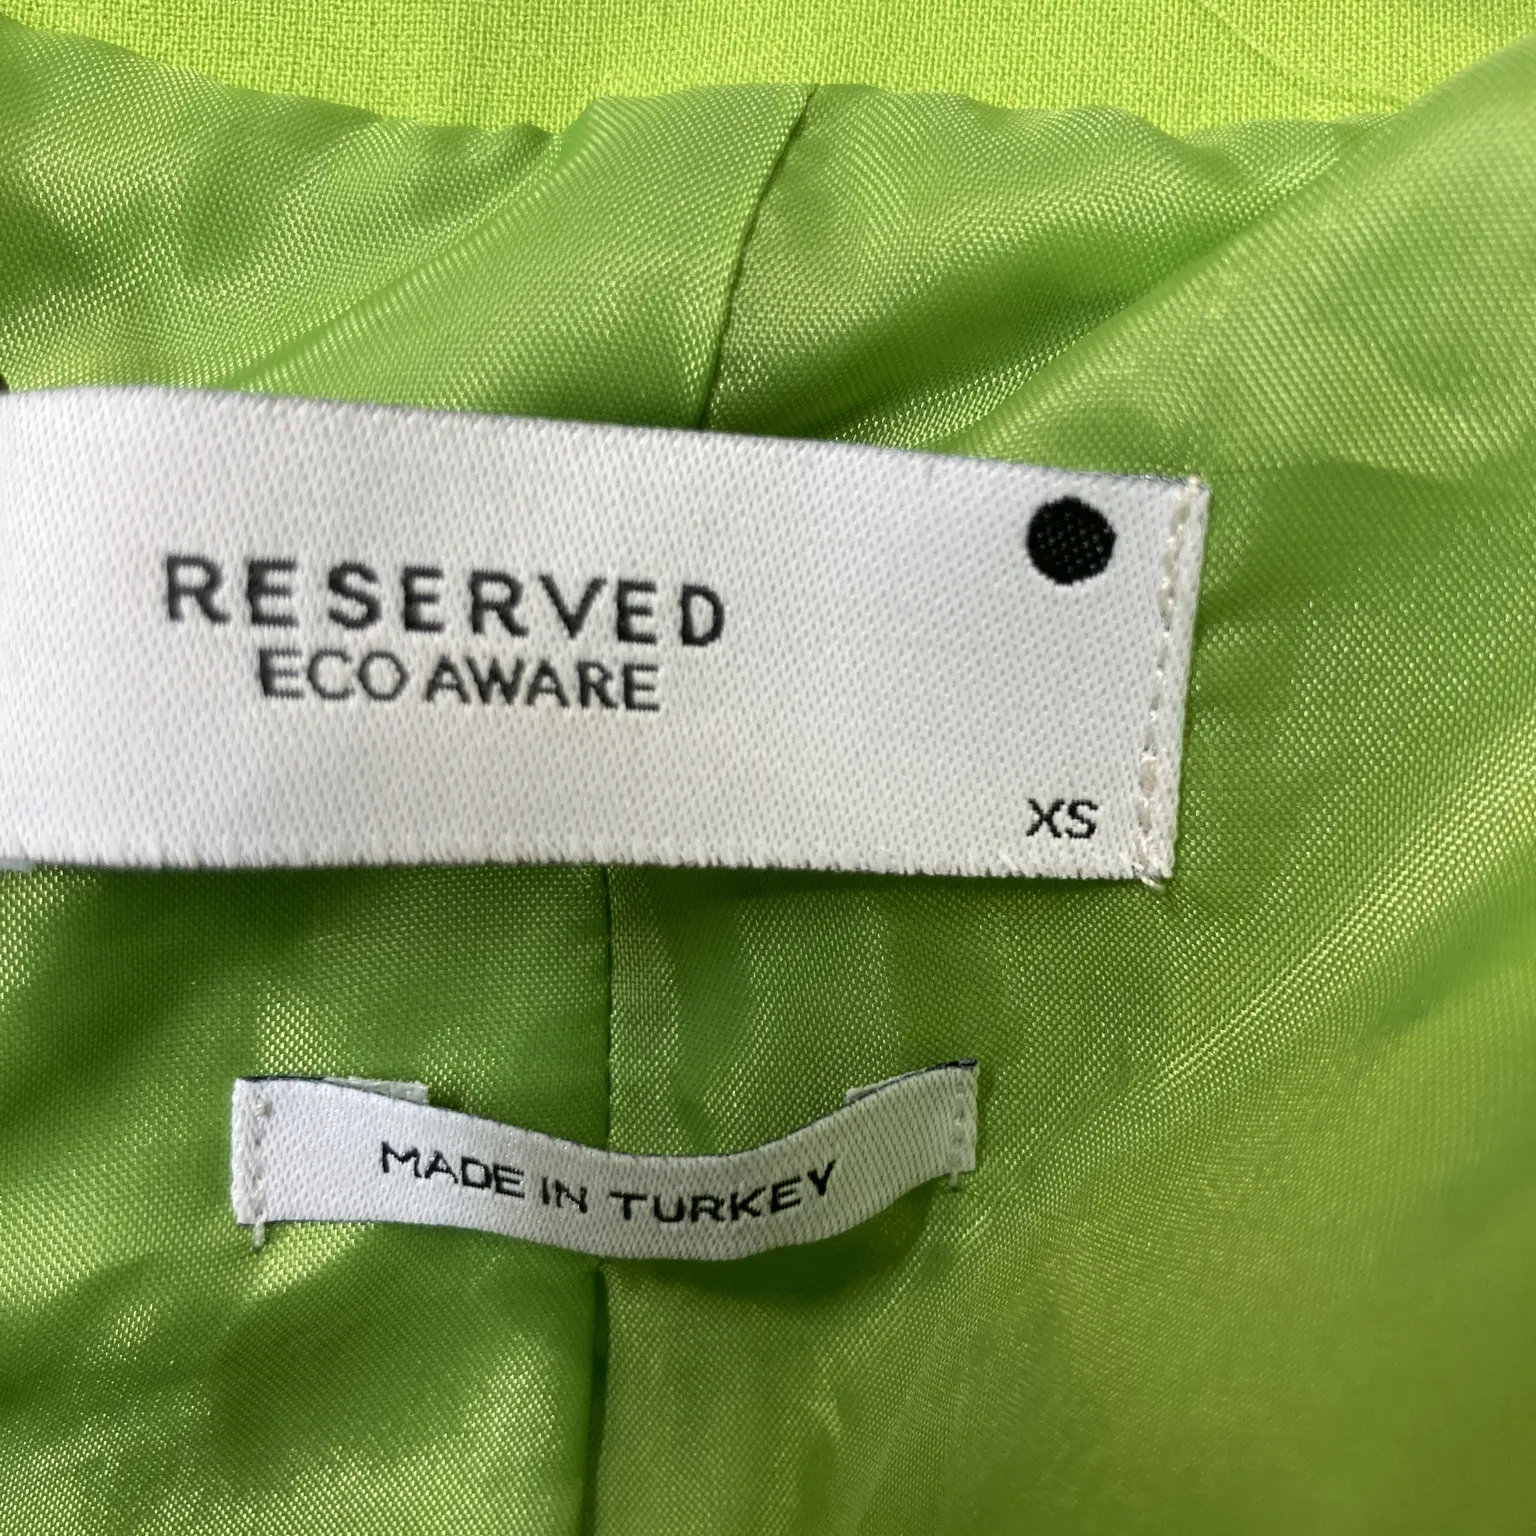 RESERVED
ECO AWARE
XS
MADE IN TURKEY